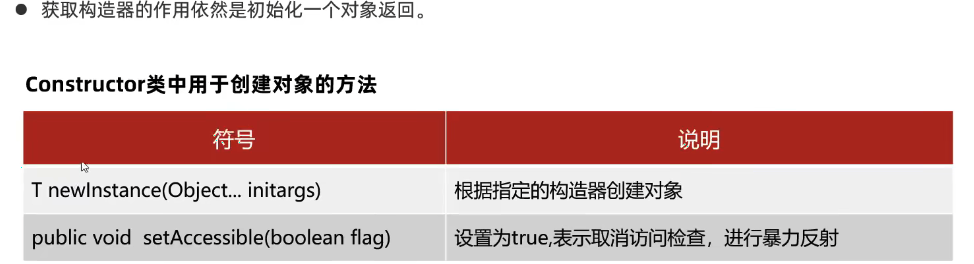 ● 获取构造器的作用依然是初始化一个对象返回。
Constructor类中用于创建对象的方法
符号 说明
T newInstance(Object... initargs) 根据指定的构造器创建对象
public void setAccessible(boolean flag) 设置为true,表示取消访问检查，进行暴力反射